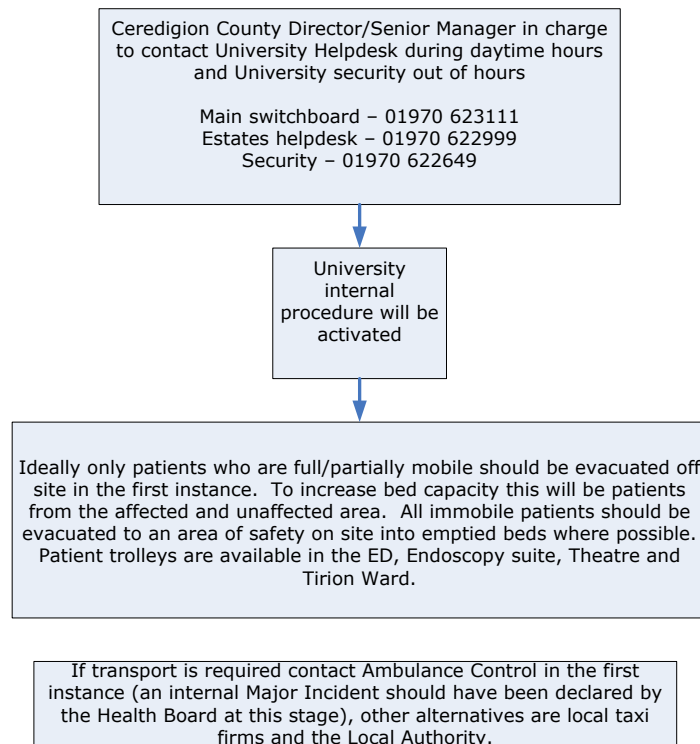 Ceredigion County Director/Senior Manager in charge
to contact University Helpdesk during daytime hours
and University security out of hours
Main switchboard – 01970 623111
Estates helpdesk – 01970 622999
Security – 01970 622649
University
internal
procedure will be
activated
Ideally only patients who are full/partially mobile should be evacuated off
site in the first instance.  To increase bed capacity this will be patients
from the affected and unaffected area.  All immobile patients should be
evacuated to an area of safety on site into emptied beds where possible.
Patient trolleys are available in the ED, Endoscopy suite, Theatre and
Tirion Ward.
If transport is required contact Ambulance Control in the first
instance (an internal Major Incident should have been declared by
the Health Board at this stage), other alternatives are local taxi
firms and the Local Authority.